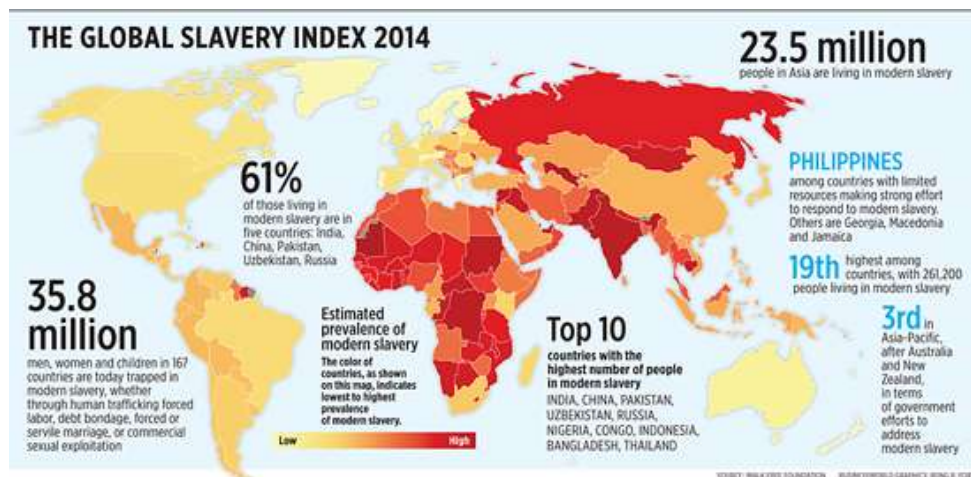 THE GLOBAL SLAVERY INDEX 2014
23.5 million
people in Asia are living in modern slavery
61%
of those living in
modern slavery are in
five countries: India,
China, Pakistan,
Uzbekistan, Russia
PHILIPPINES
among countries with limited
resources making strong effort
to respond to modern slavery.
Others are Georgia, Macedonia
and Jamaica
19th highest among
countries, with 261,200
people living in modern slavery
35.8
million
men, women and children in 167
countries are today trapped in
modern slavery, whether
through human trafficking forced
labor, debt bondage, forced or
servile marriage, or commercial
sexual exploitation
Estimated
prevalence of
modern slavery
The color of
countries, as shown
on this map, indicates
lowest to highest
prevalence
of modern slavery.
Low High
Top 10
countries with the
highest number of people
in modern slavery
INDIA, CHINA, PAKISTAN,
UZBEKISTAN, RUSSIA,
NIGERIA, CONGO, INDONESIA,
BANGLADESH, THAILAND
3rd in
Asia-Pacific,
after Australia
and New
Zealand,
in terms
of government
efforts to
address
modern slavery
SOURCE: WALK FREE FOUNDATION